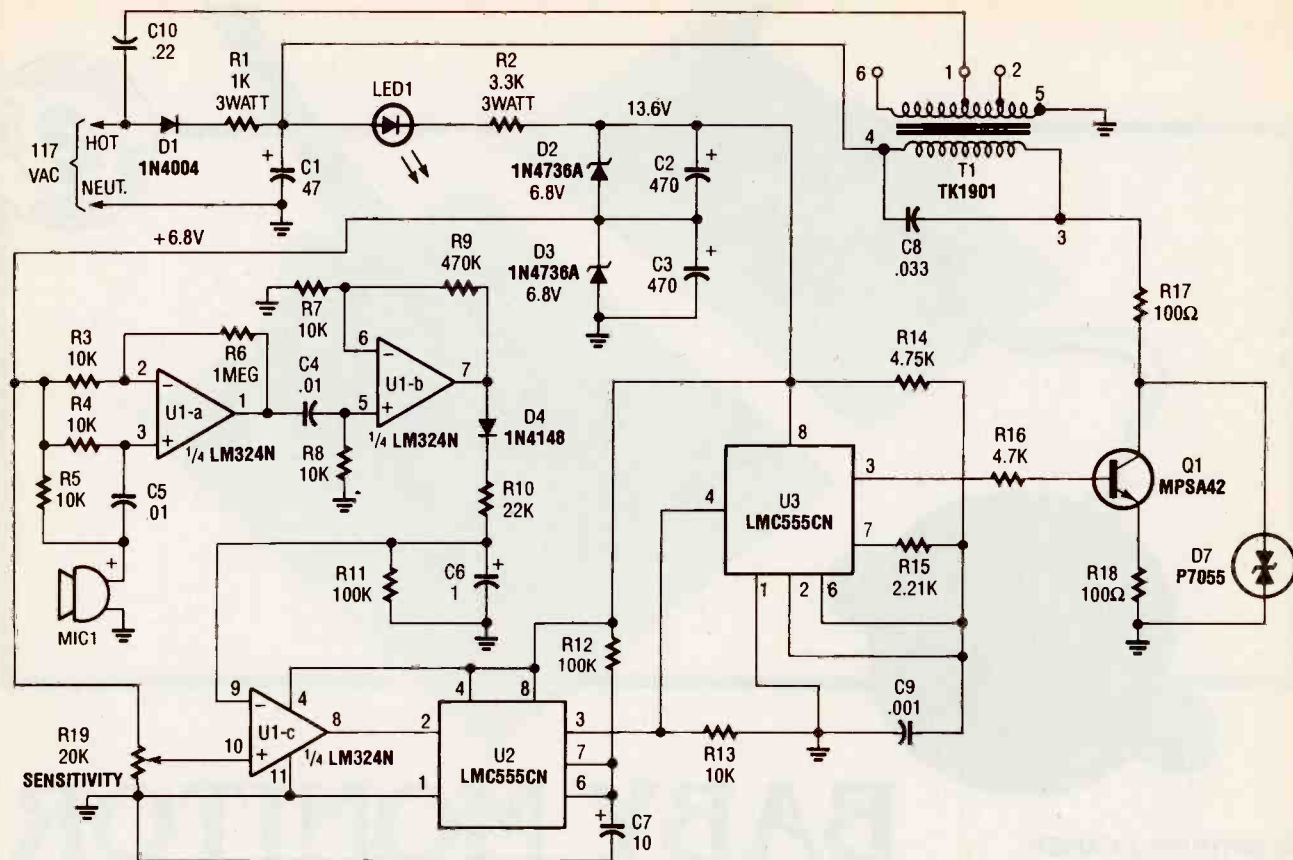 C10
.22
R1
1K
3WATT
LED1
R2
3.3K
3WATT
13.6V
6
1
2
5
4
3
T1
TK1901
117
VAC
HOT
NEUT.
D1
1N4004
+
C1
47
D2
1N4736A
6.8V
+
C2
470
D3
1N4736A
6.8V
+
C3
470
C8
.033
+6.8V
R7
10K
R9
470K
R17
100Ω
R3
10K
R6
1MEG
R4
10K
2
−
U1-a
3
+
1
1/4 LM324N
C4
.01
6
−
U1-b
5
+
7
1/4 LM324N
R5
10K
C5
.01
R8
10K
D4
1N4148
R14
4.75K
R16
4.7K
Q1
MPSA42
8
3
4
U3
LMC555CN
7
1
2
6
R15
2.21K
R10
22K
+
MIC1
R11
100K
C6
1
+
R18
100Ω
D7
P7055
R12
100K
C9
.001
R19
20K
SENSITIVITY
9
−
4
U1-c
10
+
11
8
1/4 LM324N
4
8
2
3
U2
LMC555CN
7
1
6
R13
10K
+
C7
10